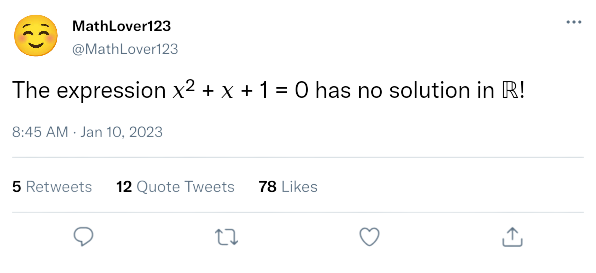 MathLover123
@MathLover123
The expression x² + x + 1 = 0 has no solution in ℝ!
8:45 AM · Jan 10, 2023
5 Retweets 12 Quote Tweets 78 Likes